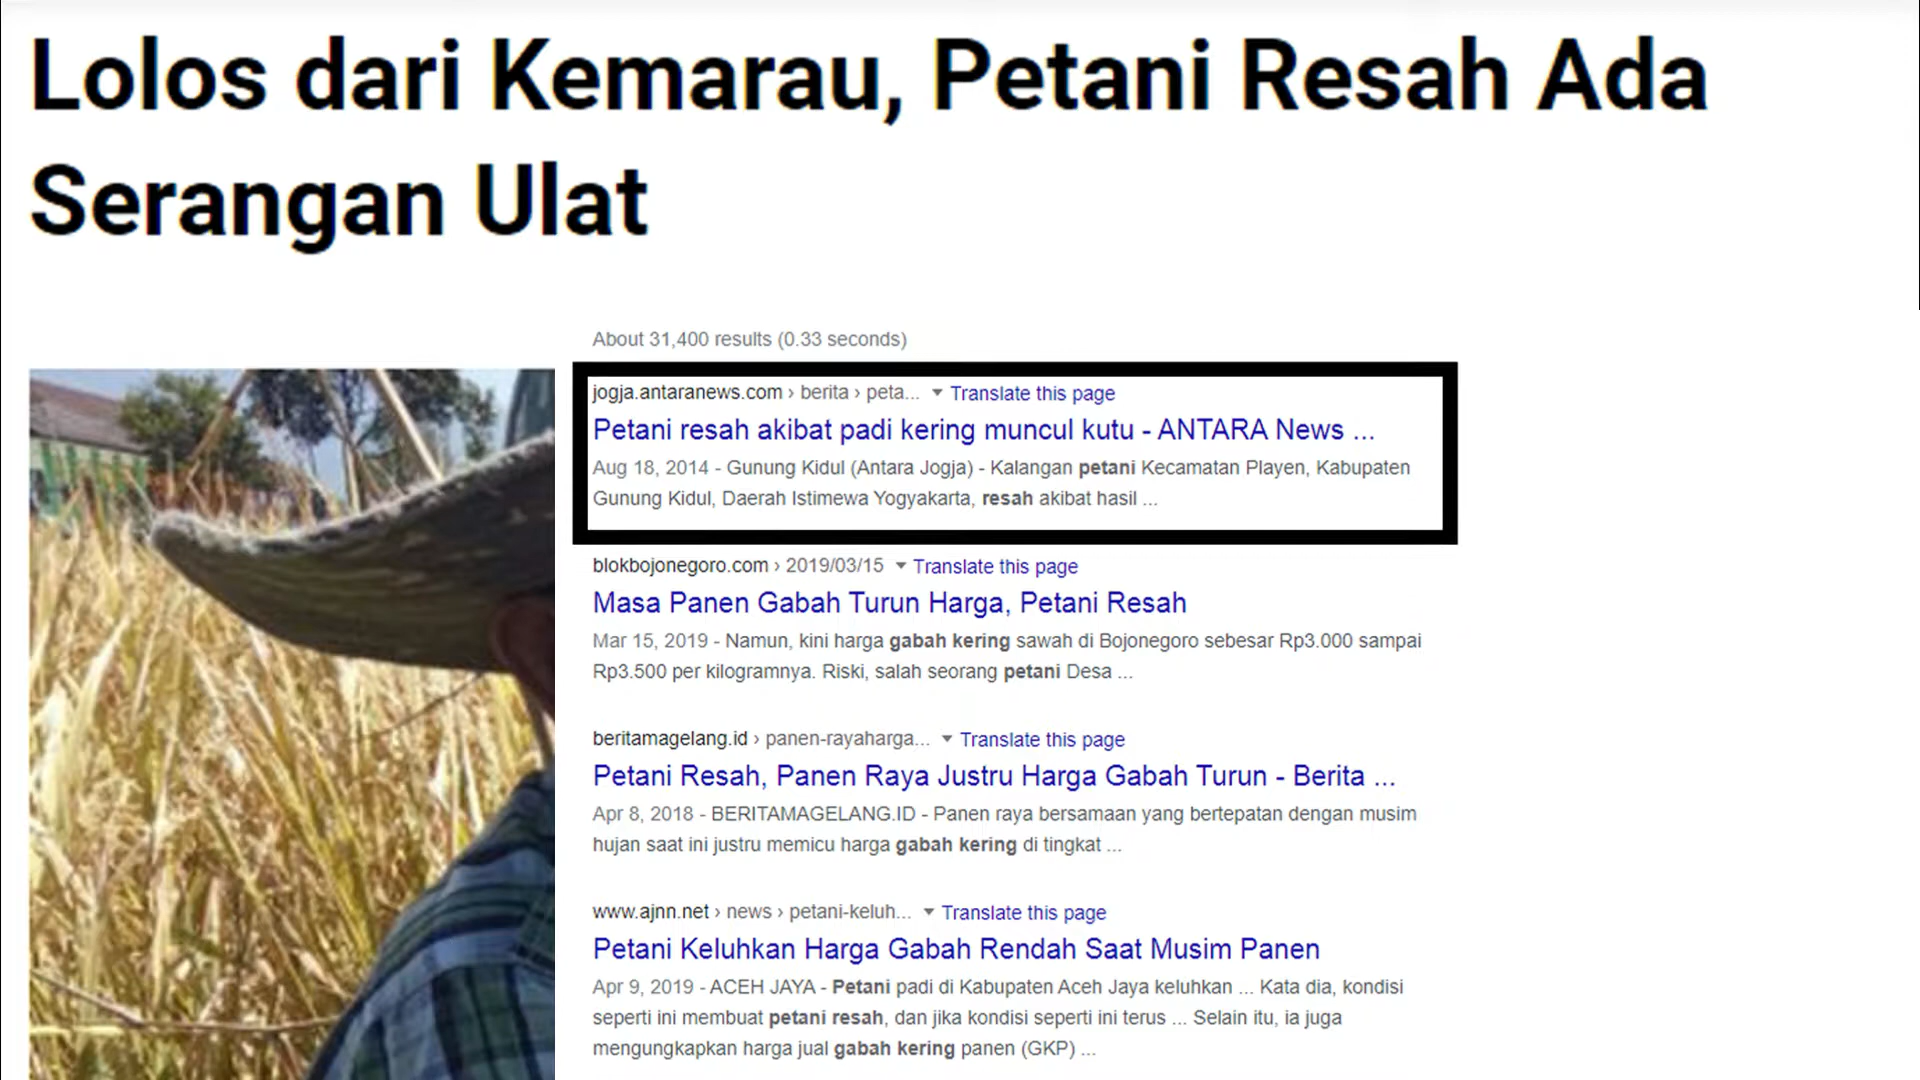 Lolos dari Kemarau, Petani Resah Ada
Serangan Ulat
About 31,400 results (0.33 seconds)
jogja.antaranews.com › berita › peta... ▼ Translate this page
Petani resah akibat padi kering muncul kutu - ANTARA News ...
Aug 18, 2014 - Gunung Kidul (Antara Jogja) - Kalangan petani Kecamatan Playen, Kabupaten
Gunung Kidul, Daerah Istimewa Yogyakarta, resah akibat hasil ...
blokbojonegoro.com › 2019/03/15 ▼ Translate this page
Masa Panen Gabah Turun Harga, Petani Resah
Mar 15, 2019 - Namun, kini harga gabah kering sawah di Bojonegoro sebesar Rp3.000 sampai
Rp3.500 per kilogramnya. Riski, salah seorang petani Desa ...
beritamagelang.id › panen-rayaharga... ▼ Translate this page
Petani Resah, Panen Raya Justru Harga Gabah Turun - Berita ...
Apr 8, 2018 - BERITAMAGELANG.ID - Panen raya bersamaan yang bertepatan dengan musim
hujan saat ini justru memicu harga gabah kering di tingkat ...
www.ajnn.net › news › petani-keluh... ▼ Translate this page
Petani Keluhkan Harga Gabah Rendah Saat Musim Panen
Apr 9, 2019 - ACEH JAYA - Petani padi di Kabupaten Aceh Jaya keluhkan ... Kata dia, kondisi
seperti ini membuat petani resah, dan jika kondisi seperti ini terus ... Selain itu, ia juga
mengungkapkan harga jual gabah kering panen (GKP) ...